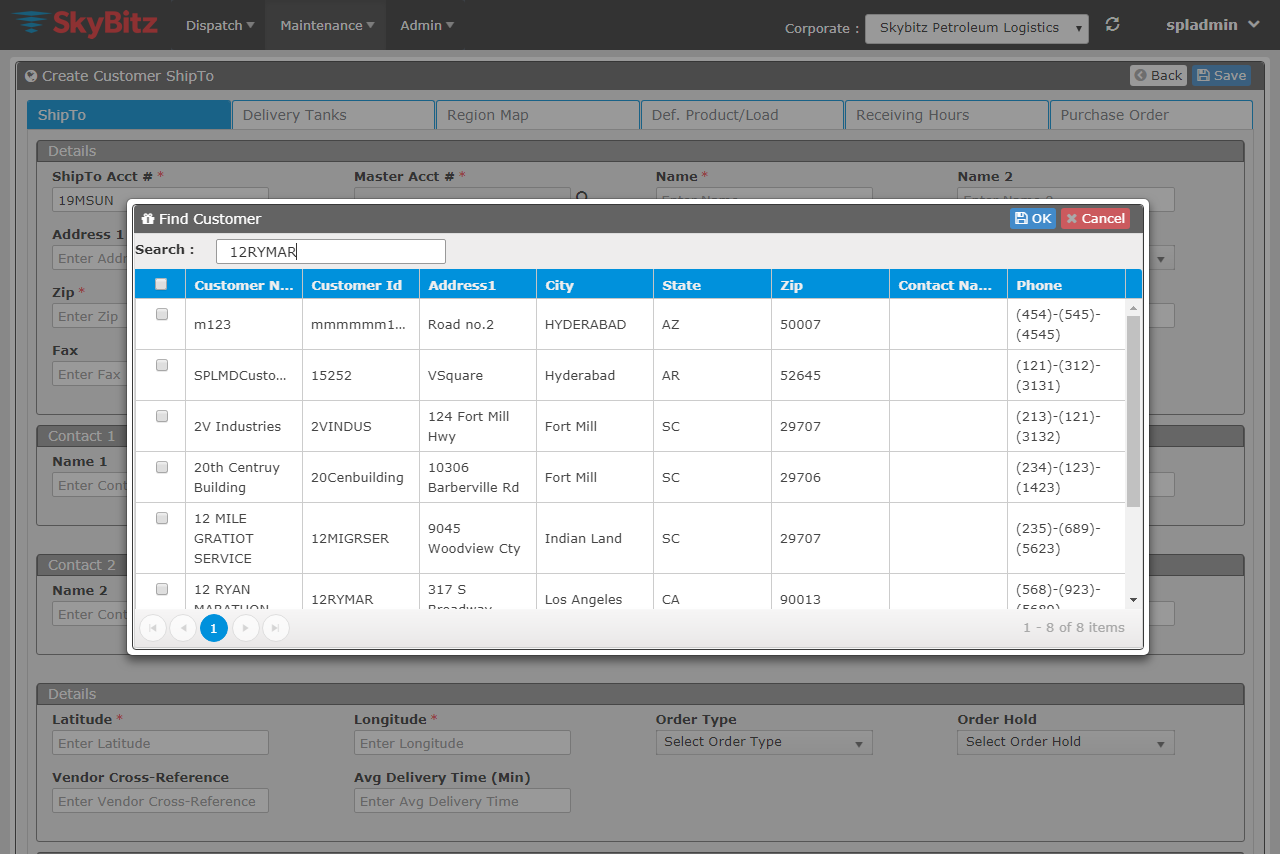 SkyBitz
Dispatch Maintenance Admin Corporate : Skybitz Petroleum Logistics spladmin
Create Customer ShipTo Back Save
ShipTo Delivery Tanks Region Map Def. Product/Load Receiving Hours Purchase Order
Details
ShipTo Acct # * Master Acct # * Name * Name 2
19MSUN
Find Customer OK Cancel
Search : 12RYMAR
Customer N... Customer Id Address1 City State Zip Contact Na... Phone
m123 mmmmmm1... Road no.2 HYDERABAD AZ 50007 (454)-(545)-
(4545)
SPLMDCusto... 15252 VSquare Hyderabad AR 52645 (121)-(312)-
(3131)
2V Industries 2VINDUS 124 Fort Mill
Hwy Fort Mill SC 29707 (213)-(121)-
(3132)
20th Centruy
Building 20Cenbuilding 10306
Barberville Rd Fort Mill SC 29706 (234)-(123)-
(1423)
12 MILE
GRATIOT
SERVICE 12MIGRSER 9045
Woodview Cty Indian Land SC 29707 (235)-(689)-
(5623)
12 RYAN
MARATHON 12RYMAR 317 S
Broadway Los Angeles CA 90013 (568)-(923)-
(5689)
1 1 - 8 of 8 items
Address 1
Enter Addr
Zip *
Enter Zip
Fax
Enter Fax
Contact 1
Name 1
Enter Cont
Contact 2
Name 2
Enter Cont
Details
Latitude * Longitude * Order Type Order Hold
Enter Latitude Enter Longitude Select Order Type Select Order Hold
Vendor Cross-Reference Avg Delivery Time (Min)
Enter Vendor Cross-Reference Enter Avg Delivery Time